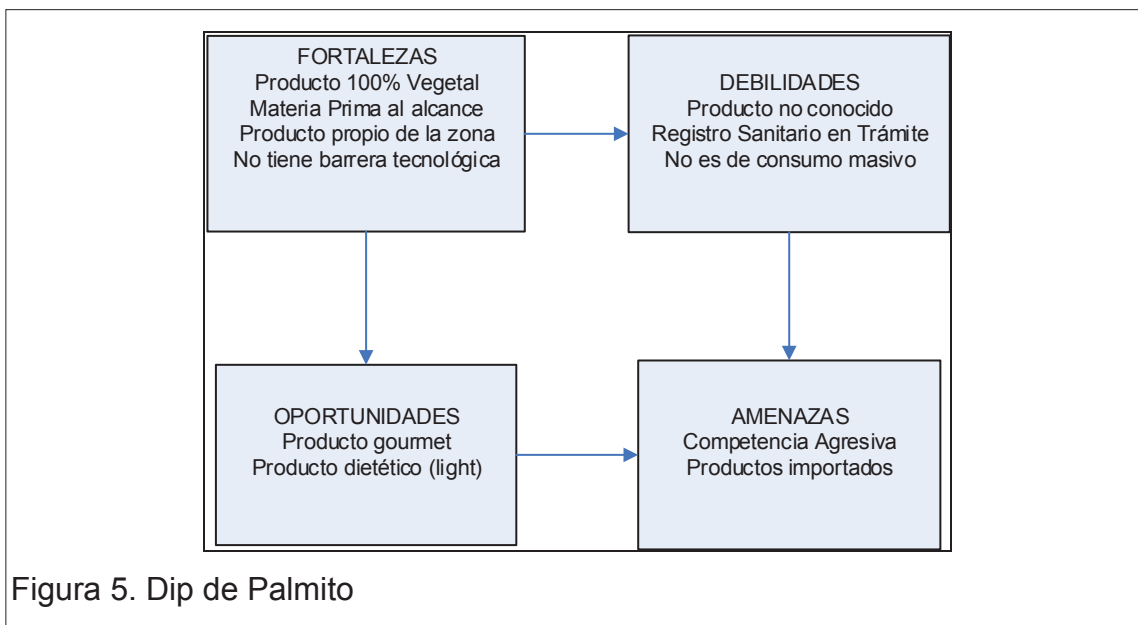 FORTALEZAS
Producto 100% Vegetal
Materia Prima al alcance
Producto propio de la zona
No tiene barrera tecnológica
DEBILIDADES
Producto no conocido
Registro Sanitario en Trámite
No es de consumo masivo
OPORTUNIDADES
Producto gourmet
Producto dietético (light)
AMENAZAS
Competencia Agresiva
Productos importados
Figura 5. Dip de Palmito